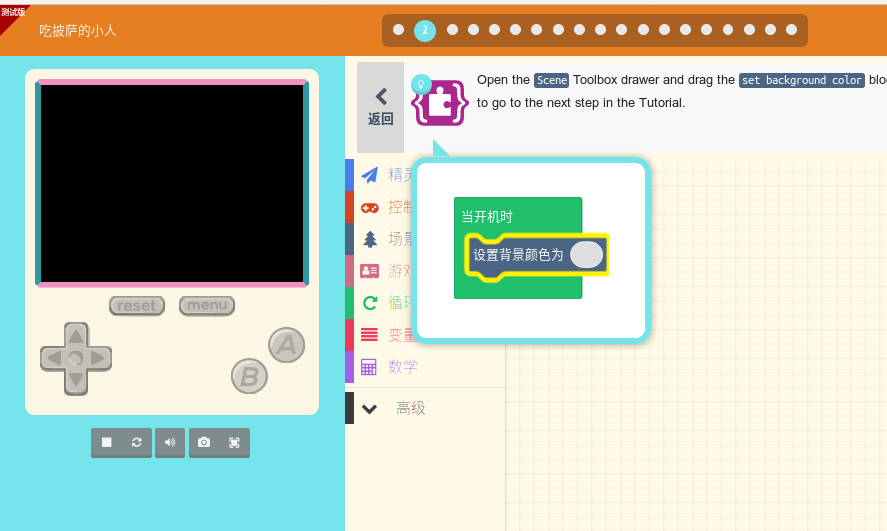 测试版
吃披萨的小人
2
Open the Scene Toolbox drawer and drag the set background color
to go to the next step in the Tutorial.
返回
精灵
控制
场景
游戏
循环
变量
数学
高级
当开机时
设置背景颜色为
reset
menu
A
B